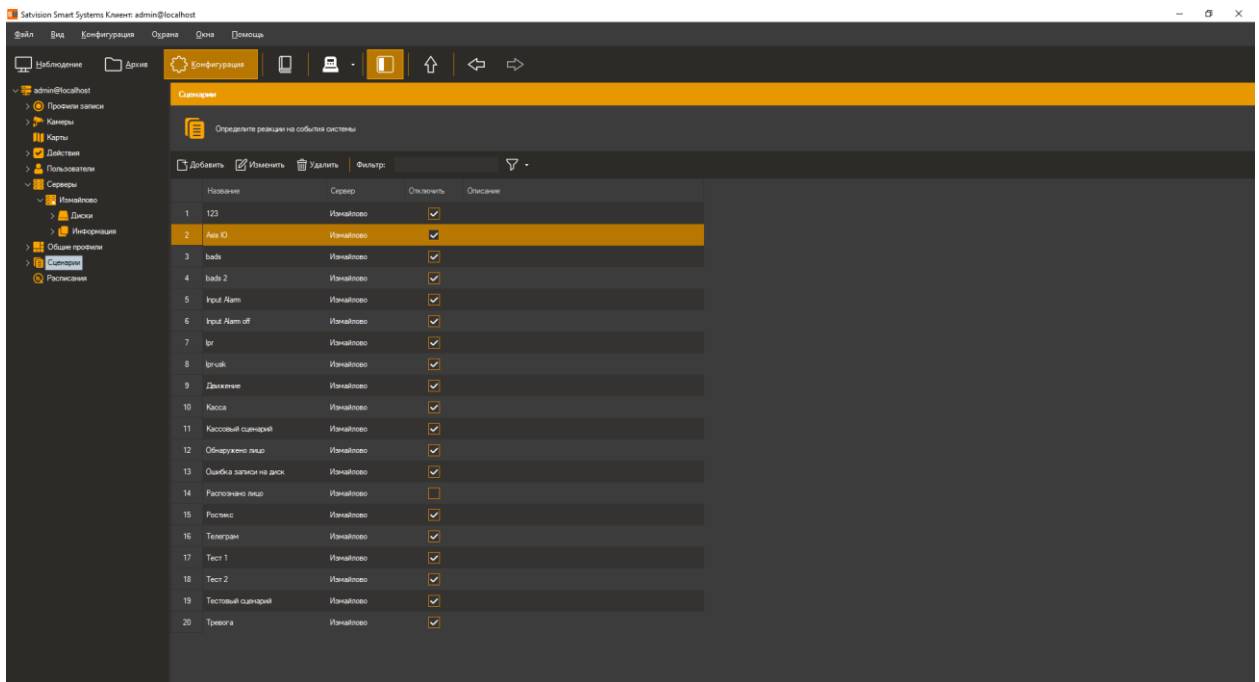 Satvision Smart Systems Клиент: admin@localhost
Файл Вид Конфигурация Охрана Окна Помощь
Наблюдение Архив Конфигурация
admin@localhost
Профили записи
Камеры
Карты
Действия
Пользователи
Серверы
Измайлово
Диски
Информация
Общие профили
Сценарии
Расписания
Сценарии
Определите реакции на события системы
Добавить Изменить Удалить Фильтр:
Название Сервер Отключить Описание
1 123 Измайлово
2 Axis IO Измайлово
3 bads Измайлово
4 bads 2 Измайлово
5 Input Alarm Измайлово
6 Input Alarm off Измайлово
7 lpr Измайлово
8 lpr-usk Измайлово
9 Движение Измайлово
10 Касса Измайлово
11 Кассовый сценарий Измайлово
12 Обнаружено лицо Измайлово
13 Ошибка записи на диск Измайлово
14 Распознано лицо Измайлово
15 Ростикс Измайлово
16 Телеграм Измайлово
17 Тест 1 Измайлово
18 Тест 2 Измайлово
19 Тестовый сценарий Измайлово
20 Тревога Измайлово